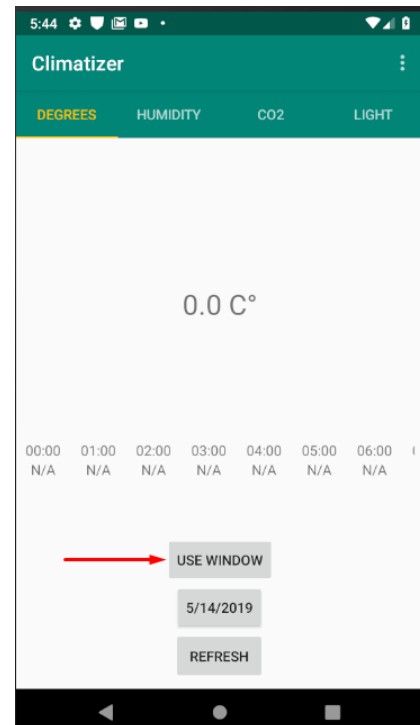 5:44
Climatizer
DEGREES HUMIDITY CO2 LIGHT
0.0 C°
00:00 01:00 02:00 03:00 04:00 05:00 06:00
N/A N/A N/A N/A N/A N/A N/A
USE WINDOW
5/14/2019
REFRESH